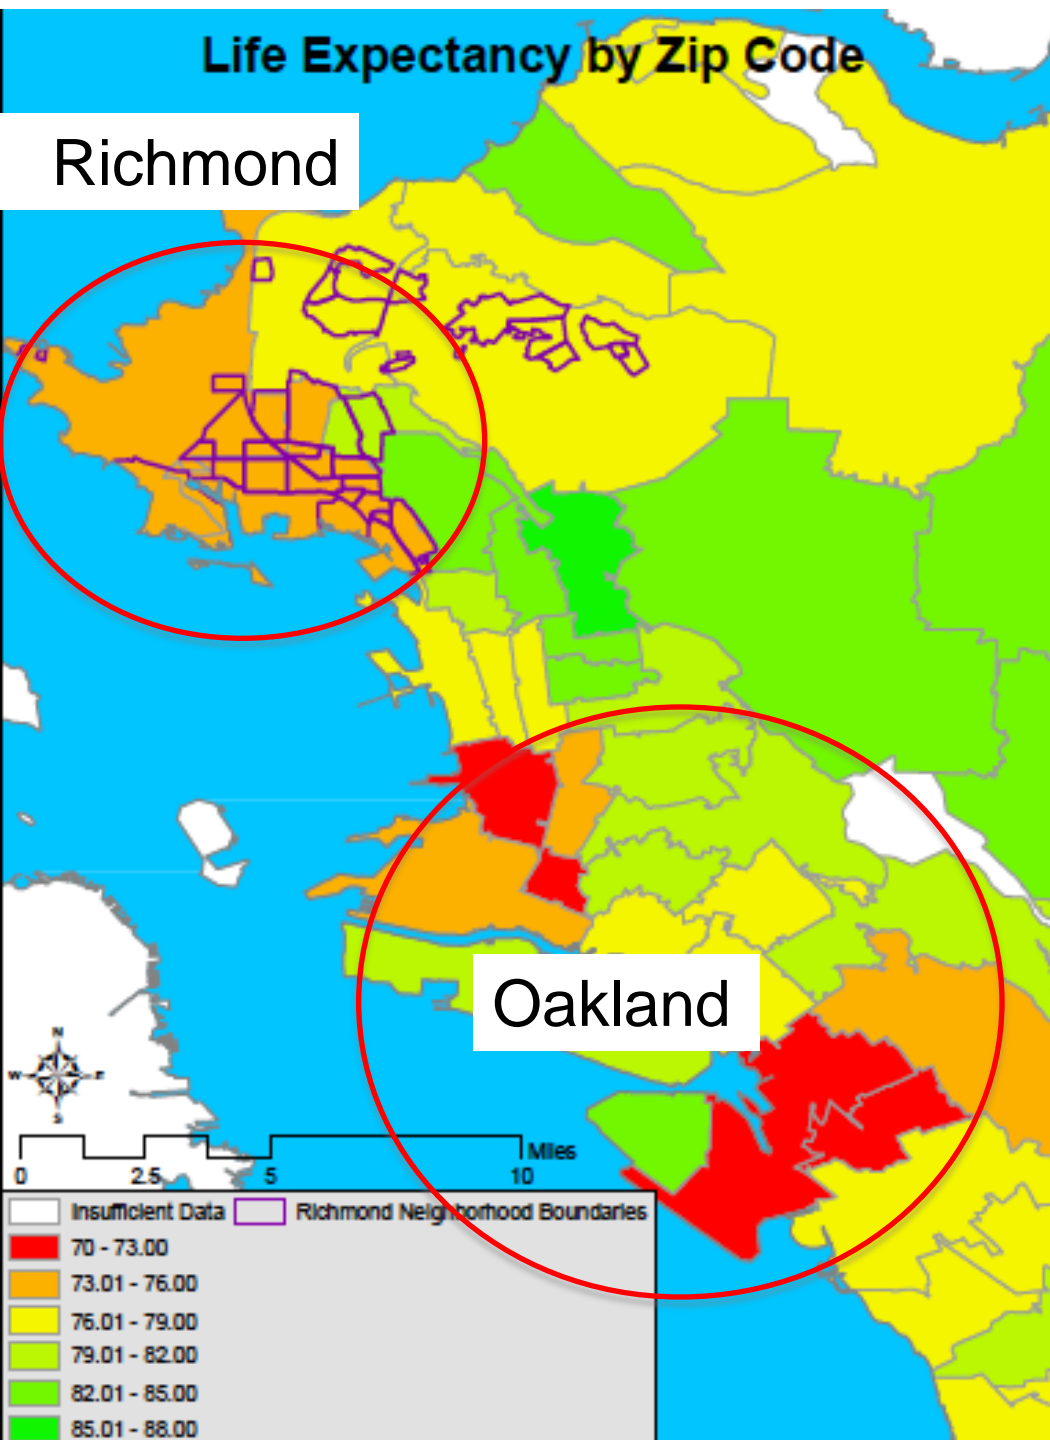 Life Expectancy by Zip Code
Richmond
Oakland
N
W E
S
Miles
0 2.5 5 10
Insufficient Data Richmond Neighborhood Boundaries
70 - 73.00
73.01 - 76.00
76.01 - 79.00
79.01 - 82.00
82.01 - 85.00
85.01 - 88.00